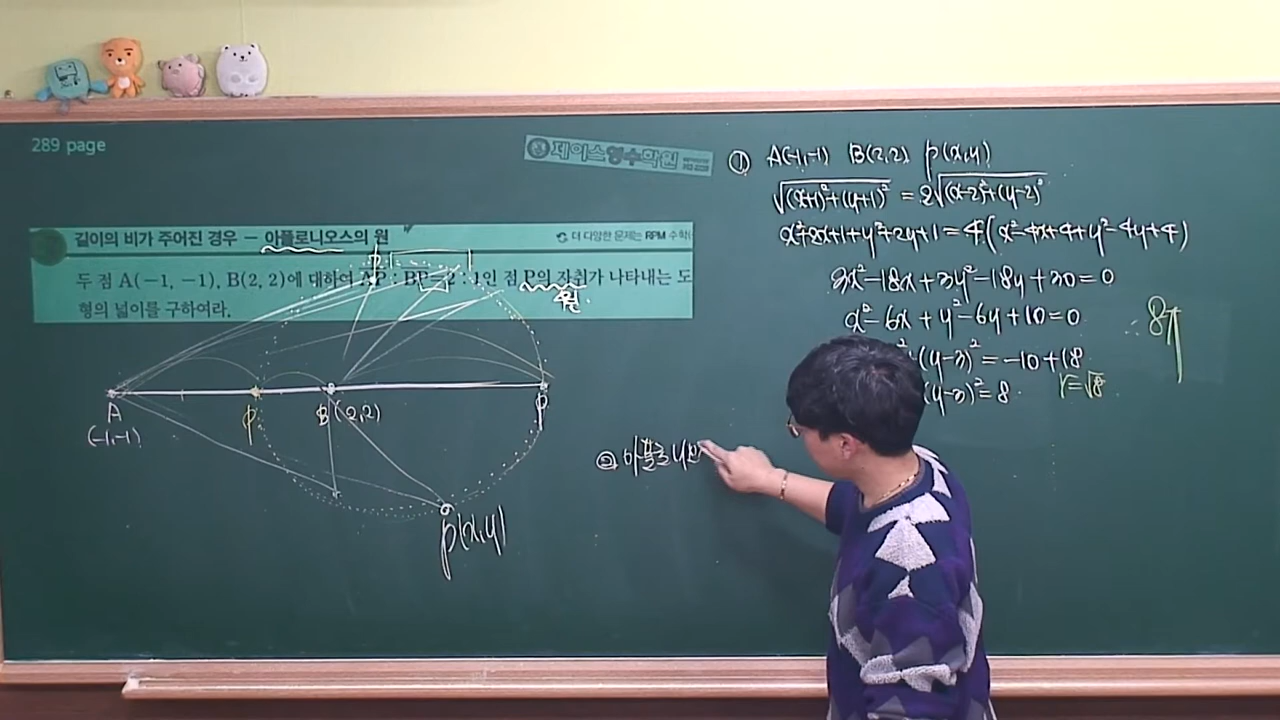 289 page
제이스영수학원
길이의 비가 주어진 경우 – 아폴로니오스의 원
더 다양한 문제는 RPM 수학(
두 점 A(−1, −1), B(2, 2)에 대하여 AP : BP = 2 : 1인 점 P의 자취가 나타내는 도
형의 넓이를 구하여라.
원.
A
(-1,-1)
P
B(2,2)
P
P(x,y)
① A(-1,-1) B(2,2) P(x,y)
√(x+1)²+(y+1)² = 2√(x-2)²+(y-2)²
x²+2x+1+y²+2y+1=4(x²-4x+4+y²-4y+4)
3x²-18x+3y²-18y+30=0
x²-6x+y²-6y+10=0
² (y-3)²=-10+18
(y-3)²=8 r=√8
∴ 8π
② 아폴로니오